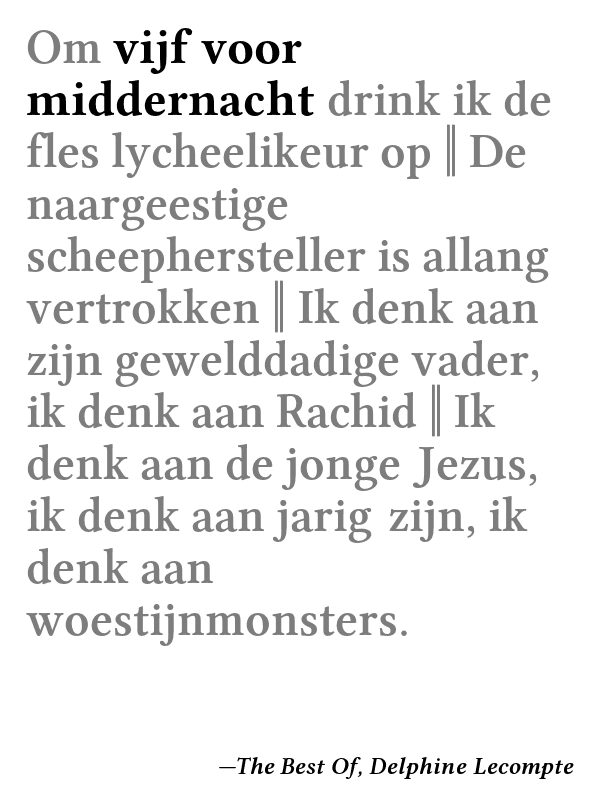 Om vijf voor
middernacht drink ik de
fles lycheelikeur op ‖ De
naargeestige
scheephersteller is allang
vertrokken ‖ Ik denk aan
zijn gewelddadige vader,
ik denk aan Rachid ‖ Ik
denk aan de jonge Jezus,
ik denk aan jarig zijn, ik
denk aan
woestijnmonsters.
—The Best Of, Delphine Lecompte